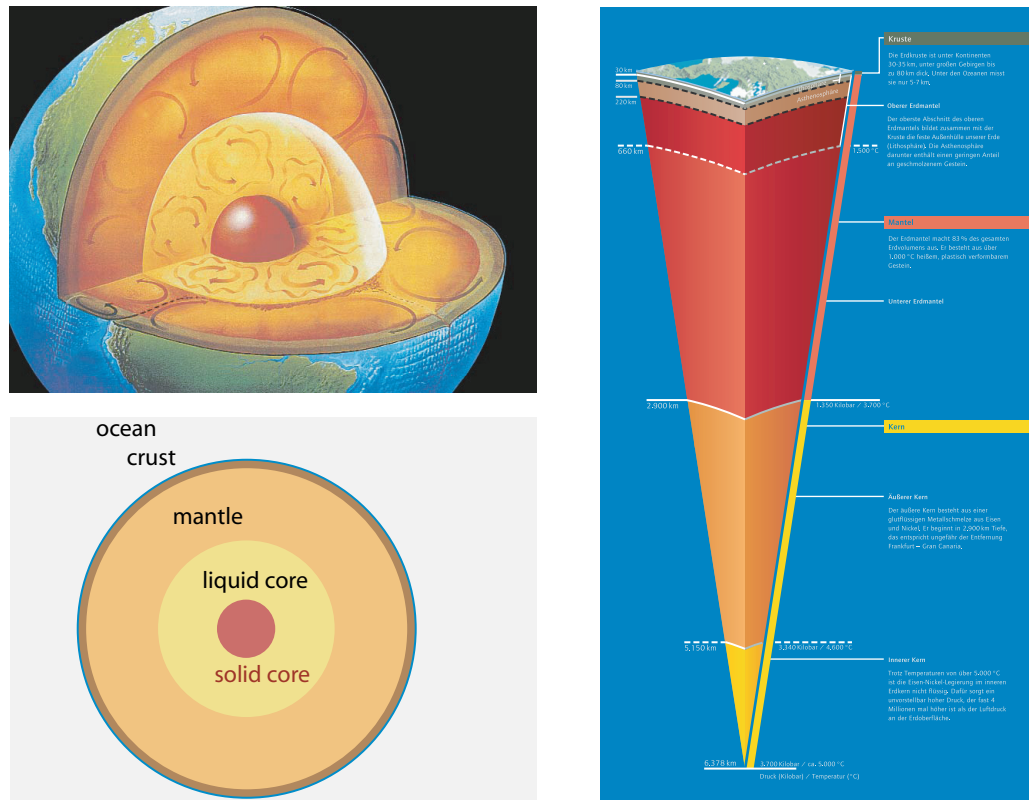 ocean
crust
mantle
liquid core
solid core
30 km
80 km
220 km
660 km
2.900 km
5.150 km
6.378 km
Asthenosphäre
1.500 °C
1.350 Kilobar / 3.700 °C
3.340 Kilobar / 4.600 °C
3.700 Kilobar / ca. 5.000 °C
Druck (Kilobar) / Temperatur (°C)
Kruste
Die Erdkruste ist unter Kontinenten
30-35 km, unter großen Gebirgen bis
zu 80 km dick. Unter den Ozeanen misst
sie nur 5-7 km.
Oberer Erdmantel
Der oberste Abschnitt des oberen
Erdmantels bildet zusammen mit der
Kruste die feste Außenhülle unserer Erde
(Lithosphäre). Die Asthenosphäre
darunter enthält einen geringen Anteil
an geschmolzenem Gestein.
Mantel
Der Erdmantel macht 83 % des gesamten
Erdvolumens aus. Er besteht aus über
1.000 °C heißem, plastisch verformbarem
Gestein.
Unterer Erdmantel
Kern
Äußerer Kern
Der äußere Kern besteht aus einer
glutflüssigen Metallschmelze aus Eisen
und Nickel. Er beginnt in 2.900 km Tiefe,
das entspricht ungefähr der Entfernung
Frankfurt – Gran Canaria.
Innerer Kern
Trotz Temperaturen von über 5.000 °C
ist die Eisen-Nickel-Legierung im inneren
Erdkern nicht flüssig. Dafür sorgt ein
unvorstellbar hoher Druck, der fast 4
Millionen mal höher ist als der Luftdruck
an der Erdoberfläche.